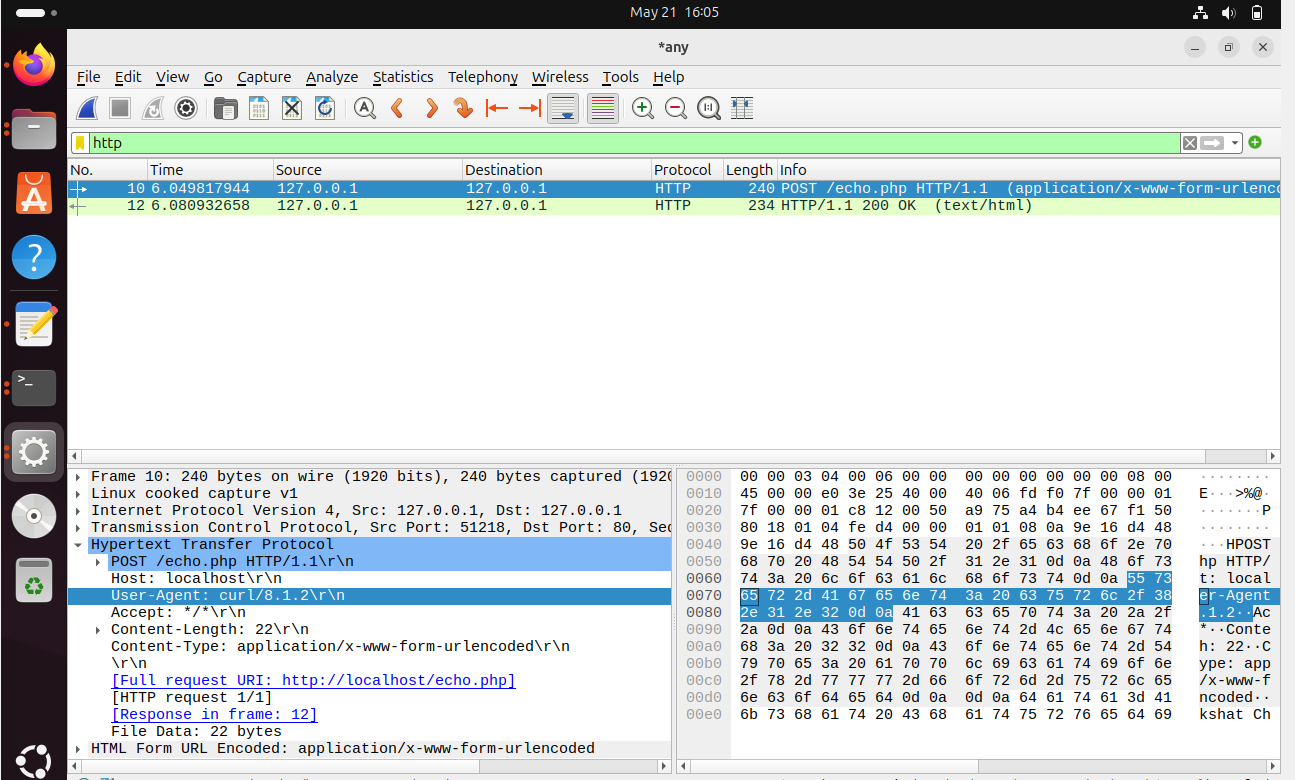 May 21 16:05
*any
File Edit View Go Capture Analyze Statistics Telephony Wireless Tools Help
http
No. Time Source Destination Protocol Length Info
10 6.049817944 127.0.0.1 127.0.0.1 HTTP 240 POST /echo.php HTTP/1.1 (application/x-www-form-urlenco
12 6.080932658 127.0.0.1 127.0.0.1 HTTP 234 HTTP/1.1 200 OK (text/html)
Frame 10: 240 bytes on wire (1920 bits), 240 bytes captured (1920
Linux cooked capture v1
Internet Protocol Version 4, Src: 127.0.0.1, Dst: 127.0.0.1
Transmission Control Protocol, Src Port: 51218, Dst Port: 80, Seq
Hypertext Transfer Protocol
POST /echo.php HTTP/1.1\r\n
Host: localhost\r\n
User-Agent: curl/8.1.2\r\n
Accept: */*\r\n
Content-Length: 22\r\n
Content-Type: application/x-www-form-urlencoded\r\n
\r\n
[Full request URI: http://localhost/echo.php]
[HTTP request 1/1]
[Response in frame: 12]
File Data: 22 bytes
HTML Form URL Encoded: application/x-www-form-urlencoded
0000 00 00 03 04 00 06 00 00 00 00 00 00 00 00 08 00 ········
0010 45 00 00 e0 3e 25 40 00 40 06 fd f0 7f 00 00 01 E···>%@·
0020 7f 00 00 01 c8 12 00 50 a9 75 a4 b4 ee 67 f1 50 ·······P
0030 80 18 01 04 fe d4 00 00 01 01 08 0a 9e 16 d4 48 ········
0040 9e 16 d4 48 50 4f 53 54 20 2f 65 63 68 6f 2e 70 ···HPOST
0050 68 70 20 48 54 54 50 2f 31 2e 31 0d 0a 48 6f 73 hp HTTP/
0060 74 3a 20 6c 6f 63 61 6c 68 6f 73 74 0d 0a 55 73 t: local
0070 65 72 2d 41 67 65 6e 74 3a 20 63 75 72 6c 2f 38 er-Agent
0080 2e 31 2e 32 0d 0a 41 63 63 65 70 74 3a 20 2a 2f .1.2··Ac
0090 2a 0d 0a 43 6f 6e 74 65 6e 74 2d 4c 65 6e 67 74 *··Conte
00a0 68 3a 20 32 32 0d 0a 43 6f 6e 74 65 6e 74 2d 54 h: 22··C
00b0 79 70 65 3a 20 61 70 70 6c 69 63 61 74 69 6f 6e ype: app
00c0 2f 78 2d 77 77 77 2d 66 6f 72 6d 2d 75 72 6c 65 /x-www-f
00d0 6e 63 6f 64 65 64 0d 0a 0d 0a 64 61 74 61 3d 41 ncoded··
00e0 6b 73 68 61 74 20 43 68 61 74 75 72 76 65 64 69 kshat Ch